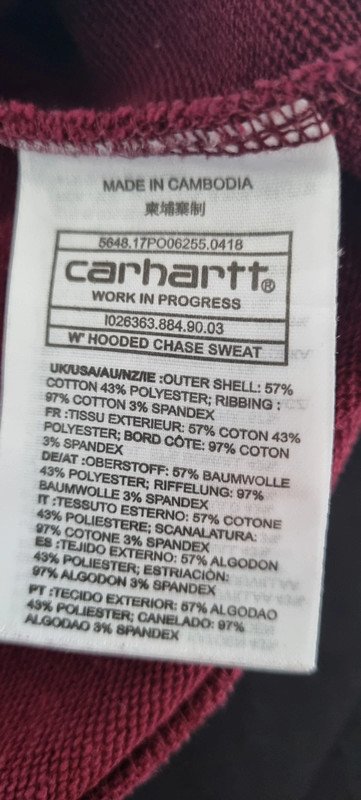 MADE IN CAMBODIA
柬埔寨制
5648.17PO06255.0418
carhartt®
WORK IN PROGRESS
I026363.884.90.03
W' HOODED CHASE SWEAT
UK/USA/AU/NZ/IE :OUTER SHELL: 57%
COTTON 43% POLYESTER; RIBBING :
97% COTTON 3% SPANDEX
FR :TISSU EXTERIEUR: 57% COTON 43%
POLYESTER; BORD CÔTE: 97% COTON
3% SPANDEX
DE/AT :OBERSTOFF: 57% BAUMWOLLE
43% POLYESTER; RIFFELUNG: 97%
BAUMWOLLE 3% SPANDEX
IT :TESSUTO ESTERNO: 57% COTONE
43% POLIESTERE; SCANALATURA:
97% COTONE 3% SPANDEX
ES :TEJIDO EXTERNO: 57% ALGODON
43% POLIESTER; ESTRIACIÓN:
97% ALGODON 3% SPANDEX
PT :TECIDO EXTERIOR: 57% ALGODAO
43% POLIESTER; CANELADO: 97%
ALGODAO 3% SPANDEX